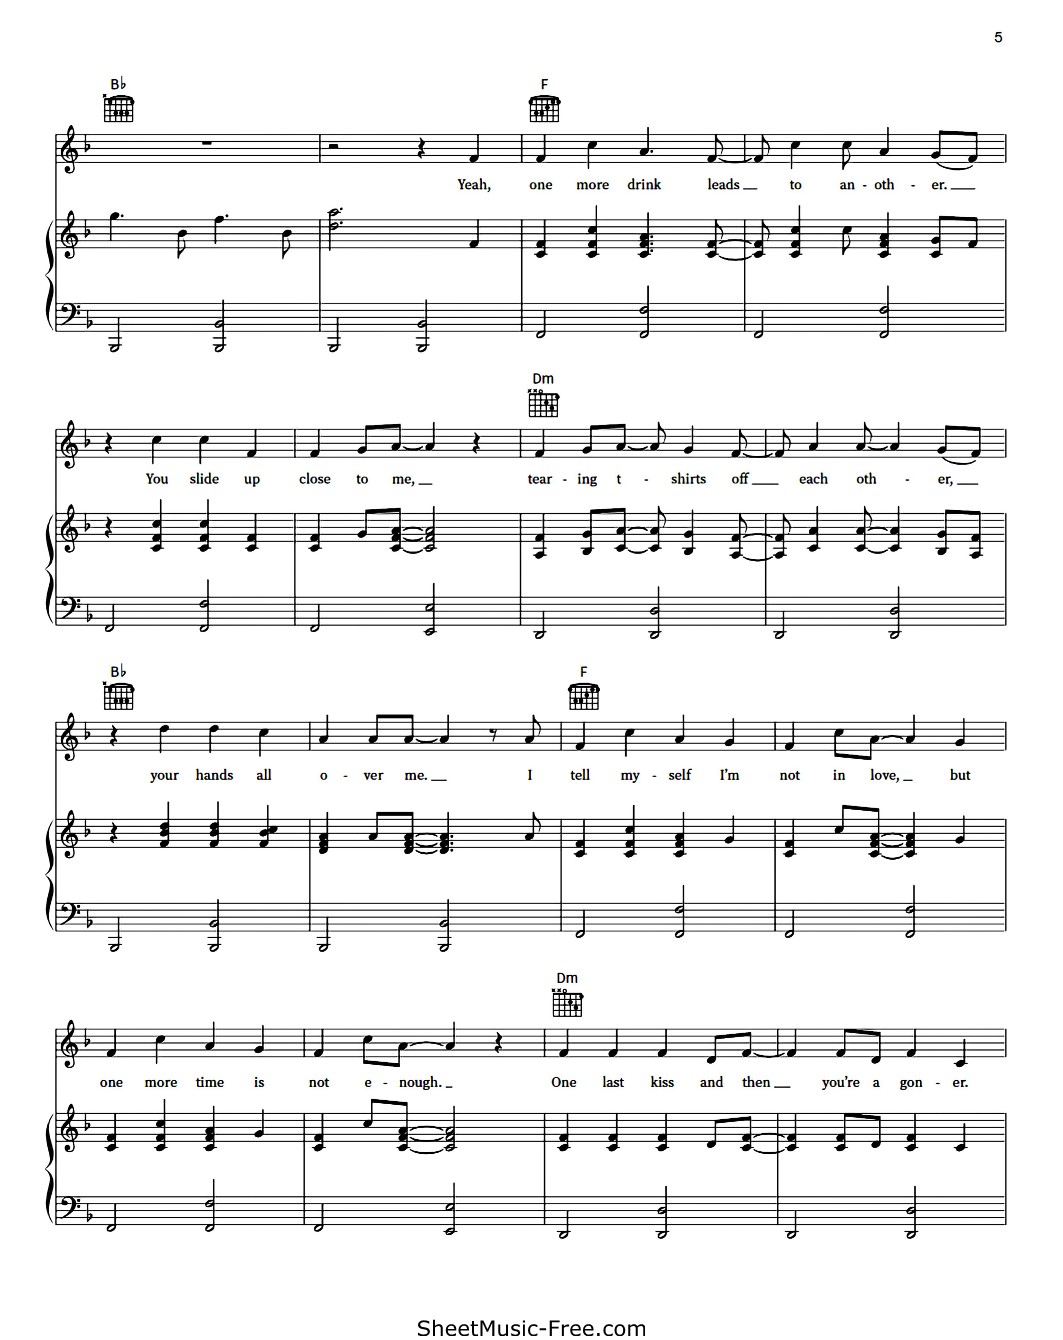 5
B♭ F
Yeah, one more drink leads to an - oth - er.
Dm
You slide up close to me, tear - ing t - shirts off each oth - er,
B♭ F
your hands all o - ver me. I tell my - self I'm not in love, but
Dm
one more time is not e - nough. One last kiss and then you're a gon - er.
SheetMusic-Free.com